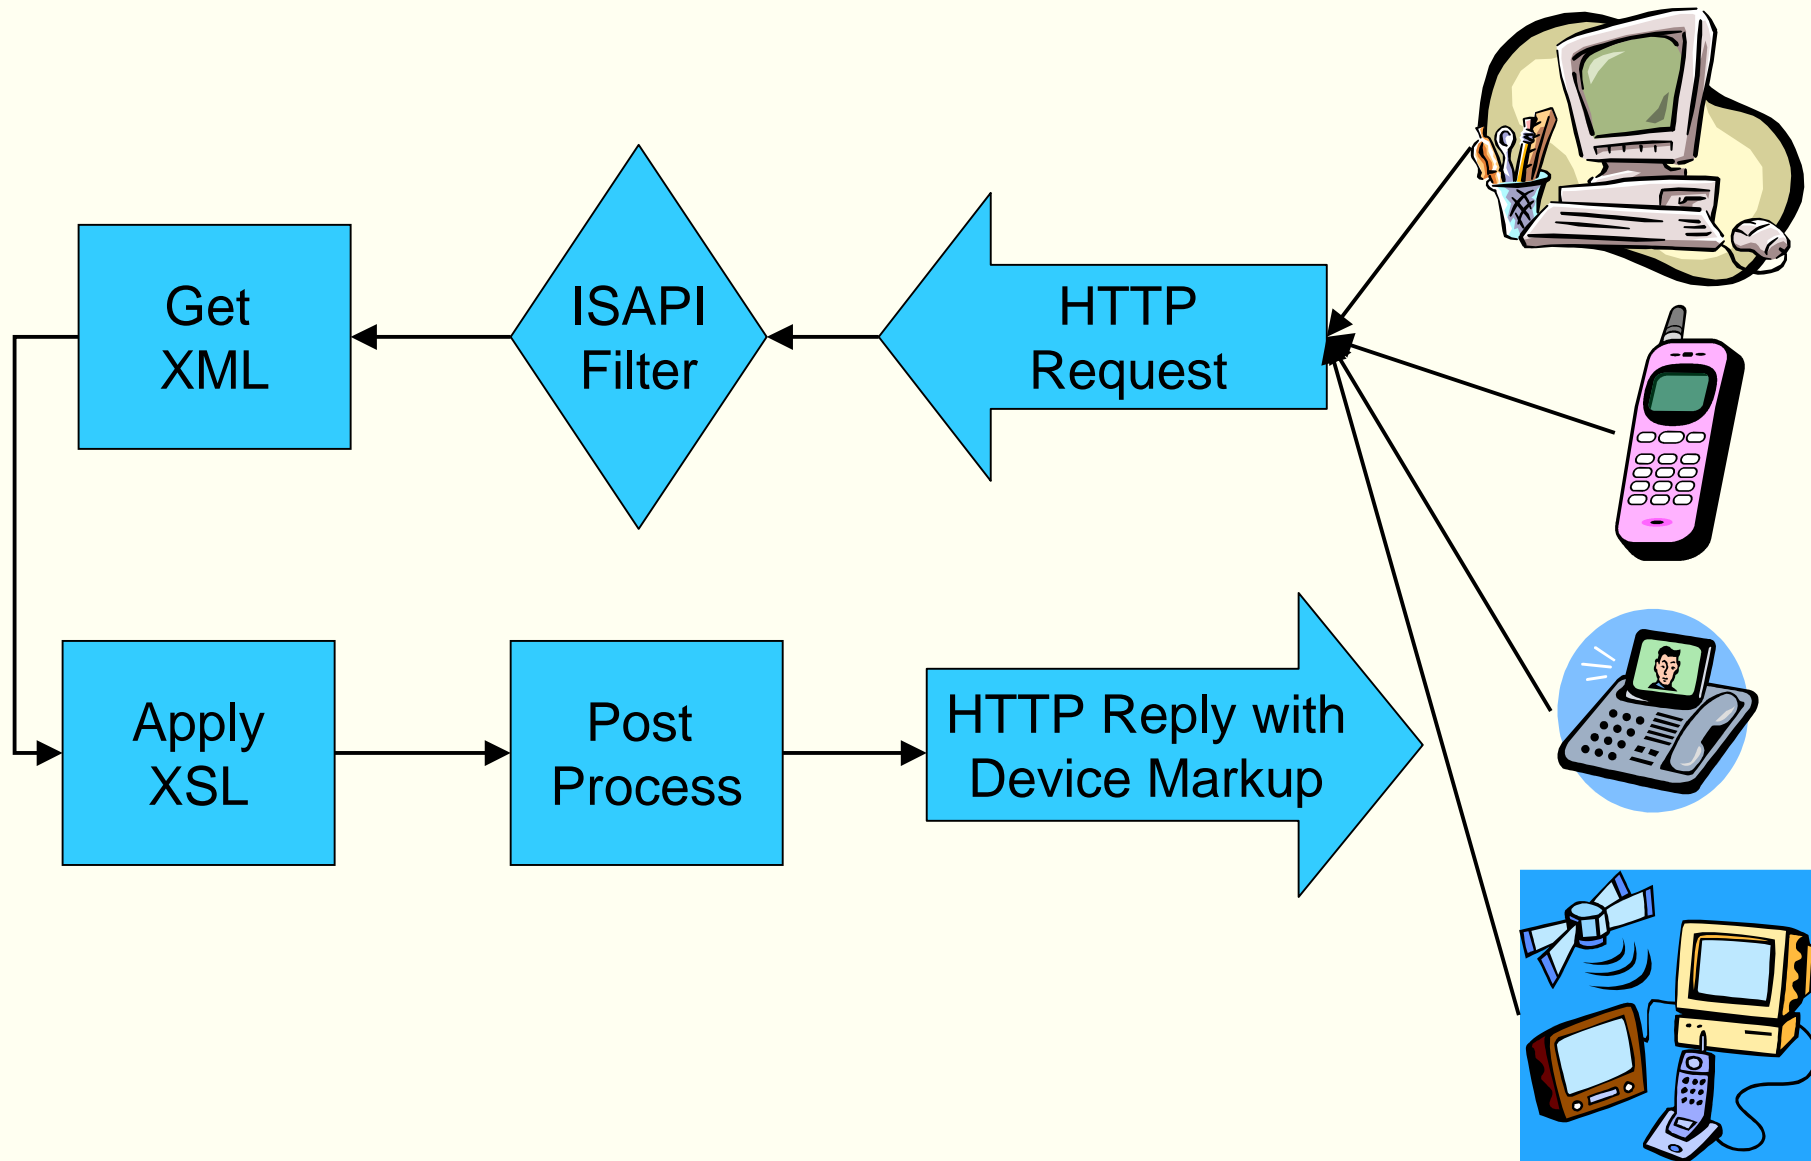 Get
XML
ISAPI
Filter
HTTP
Request
Apply
XSL
Post
Process
HTTP Reply with
Device Markup